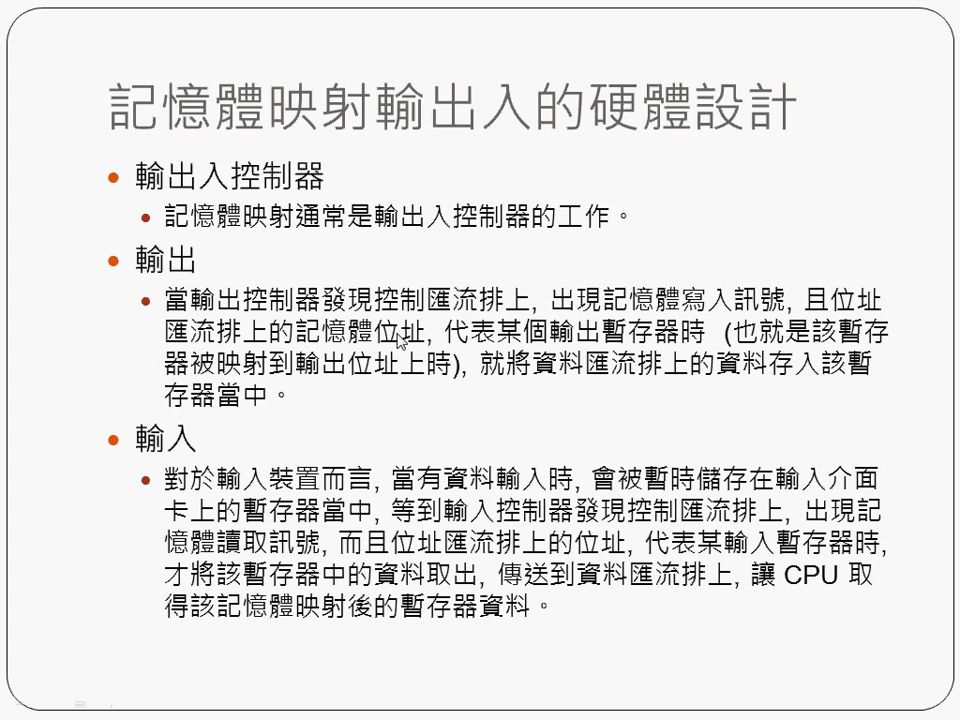 記憶體映射輸出入的硬體設計
輸出入控制器
記憶體映射通常是輸出入控制器的工作。
輸出
當輸出控制器發現控制匯流排上, 出現記憶體寫入訊號, 且位址
匯流排上的記憶體位址, 代表某個輸出暫存器時 (也就是該暫存
器被映射到輸出位址上時), 就將資料匯流排上的資料存入該暫
存器當中。
輸入
對於輸入裝置而言, 當有資料輸入時, 會被暫時儲存在輸入介面
卡上的暫存器當中, 等到輸入控制器發現控制匯流排上, 出現記
憶體讀取訊號, 而且位址匯流排上的位址, 代表某輸入暫存器時,
才將該暫存器中的資料取出, 傳送到資料匯流排上, 讓 CPU 取
得該記憶體映射後的暫存器資料。